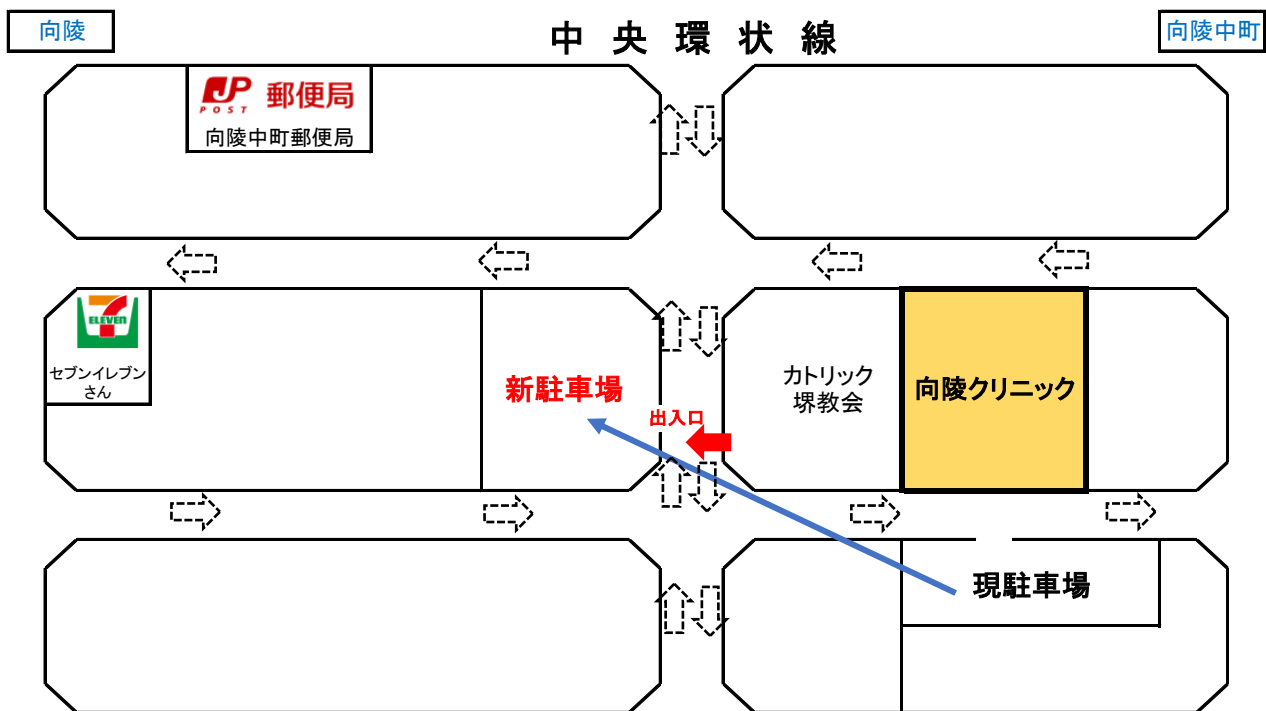 向陵
中央環状線
向陵中町
JP
POST
郵便局
向陵中町郵便局
7
ELEVEN
セブンイレブン
さん
新駐車場
出入口
カトリック
堺教会
向陵クリニック
現駐車場